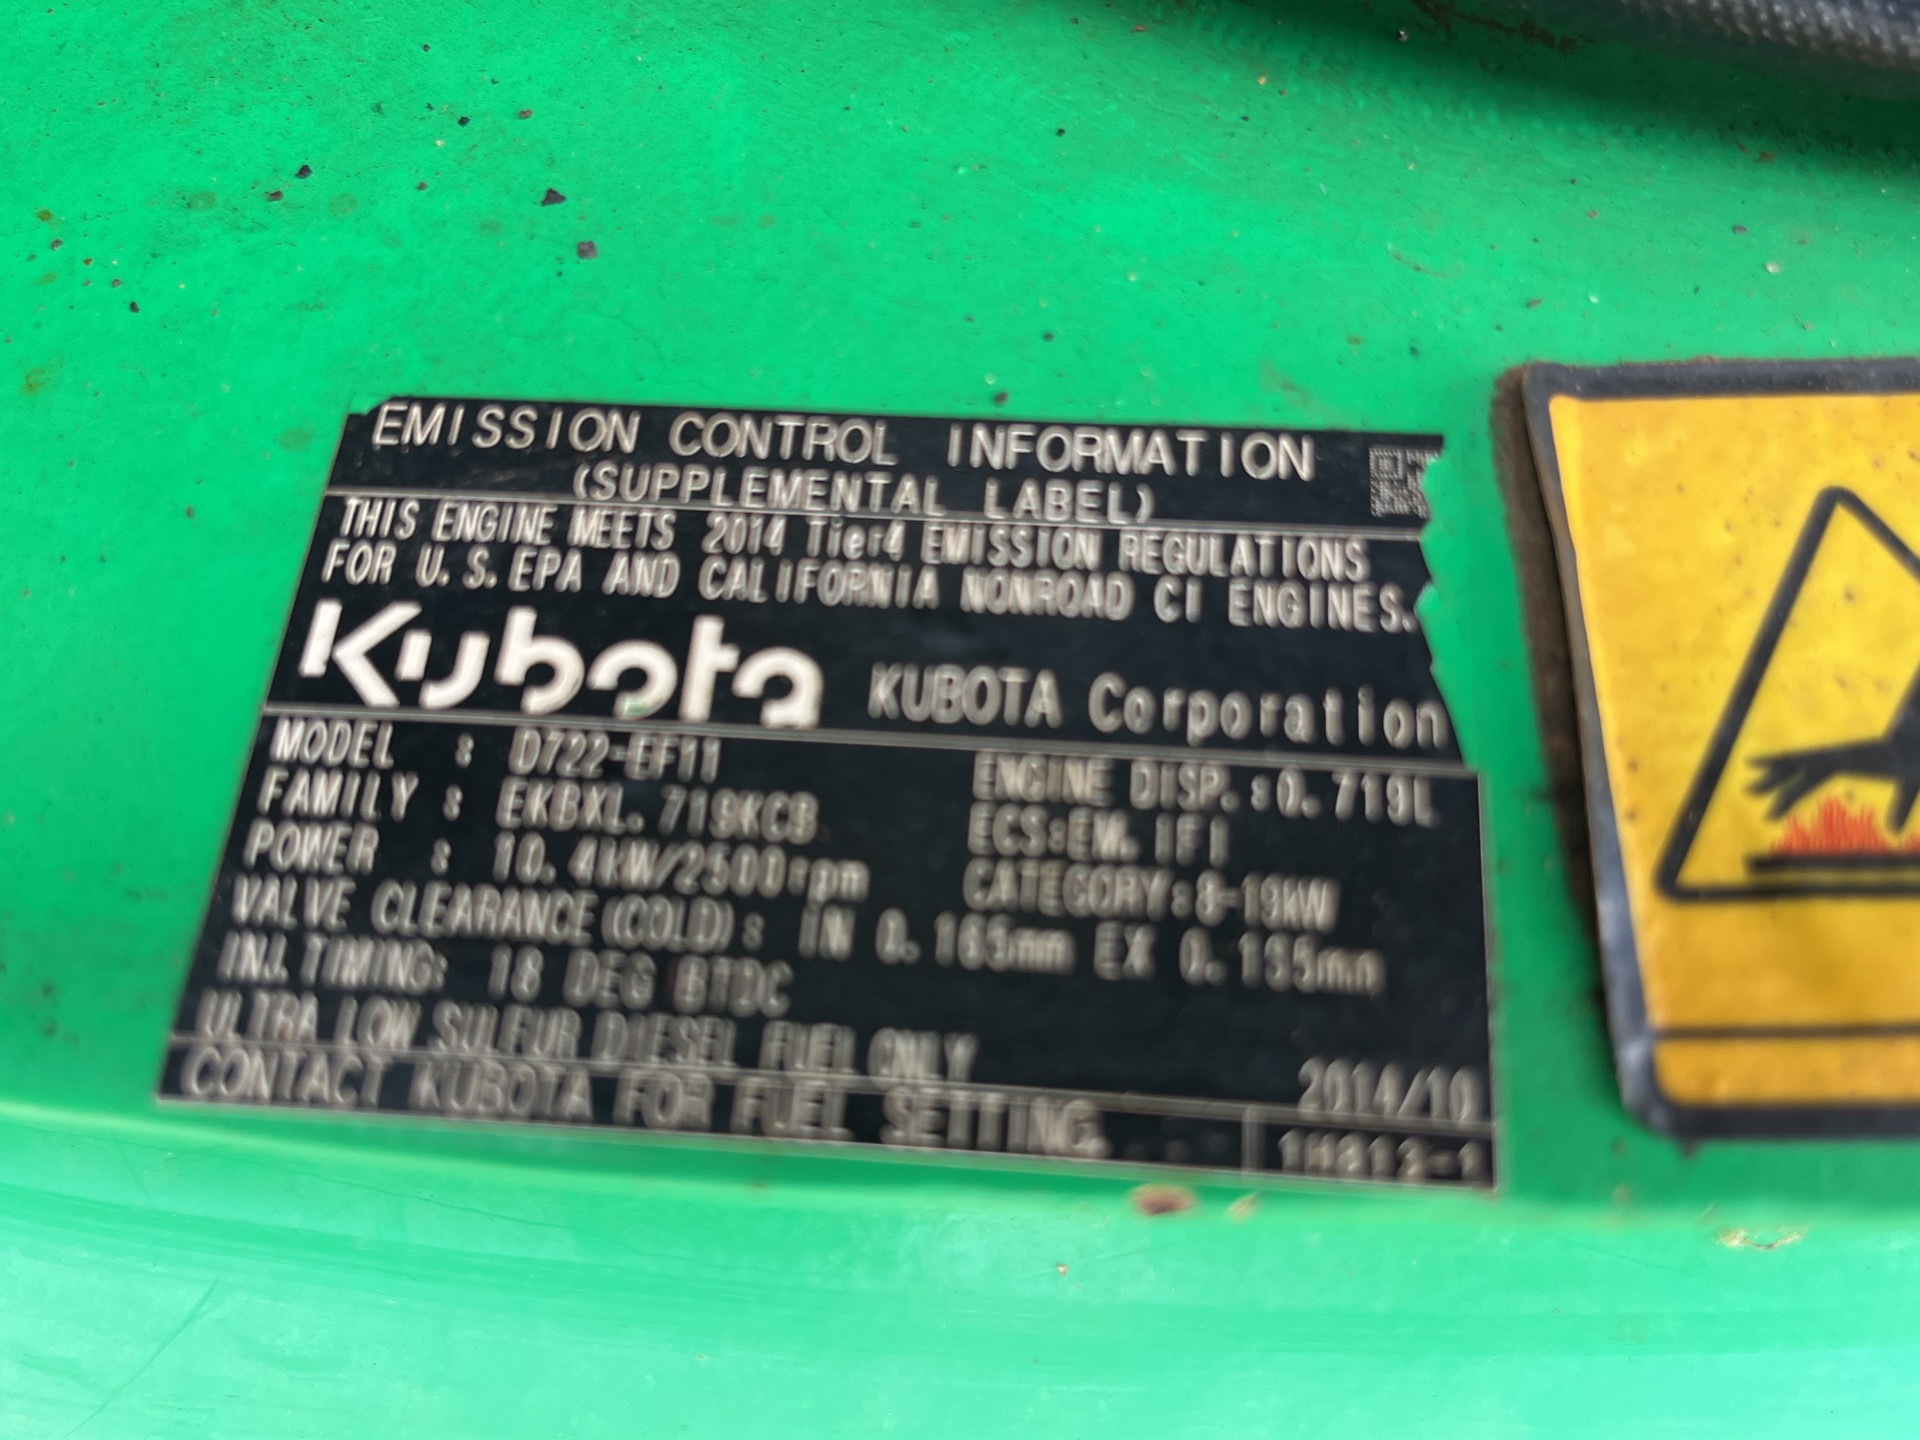 EMISSION CONTROL INFORMATION
(SUPPLEMENTAL LABEL)
THIS ENGINE MEETS 2014 Tier4 EMISSION REGULATIONS
FOR U.S. EPA AND CALIFORNIA NONROAD CI ENGINES.
Kubota KUBOTA Corporation
MODEL : D722-EF11 ENGINE DISP.:0.719L
FAMILY : EKBXL.719KCB ECS:EM, IFI
POWER : 10.4kW/2500rpm CATEGORY:8-19kW
VALVE CLEARANCE(COLD): IN 0.165mm EX 0.135mm
INJ. TIMING: 18 DEG BTDC
ULTRA LOW SULFUR DIESEL FUEL ONLY 2014/10
CONTACT KUBOTA FOR FUEL SETTING.